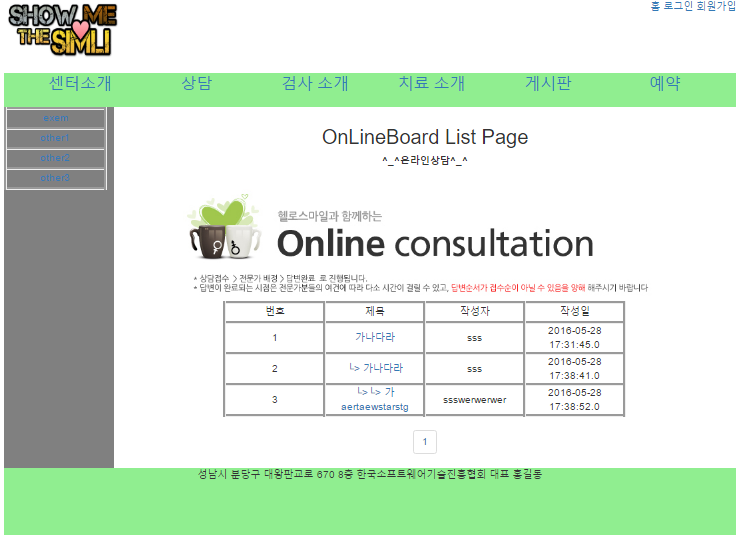 SHOW ME
THE SIMLI
홈 로그인 회원가입
센터소개 상담 검사 소개 치료 소개 게시판 예약
event
other1
other2
other3
OnLineBoard List Page
^_^온라인상담^_^
헬로스마일과 함께하는
Online consultation
* 상담접수 > 전문가 배정 > 답변완료 로 진행됩니다.
* 답변이 완료되는 시점은 전문가분들의 여건에 따라 다소 시간이 걸릴 수 있고, 답변순서가 접수순이 아닐 수 있음을 양해 해주시기 바랍니다
번호 제목 작성자 작성일
1 가나다라 sss 2016-05-28
17:31:45.0
2 ㄴ> 가나다라 sss 2016-05-28
17:38:41.0
3 ㄴ>ㄴ> 가
aertaewstarstg ssswerwerwer 2016-05-28
17:38:52.0
1
성남시 분당구 대왕판교로 670 8층 한국소프트웨어기술진흥협회 대표 홍길동